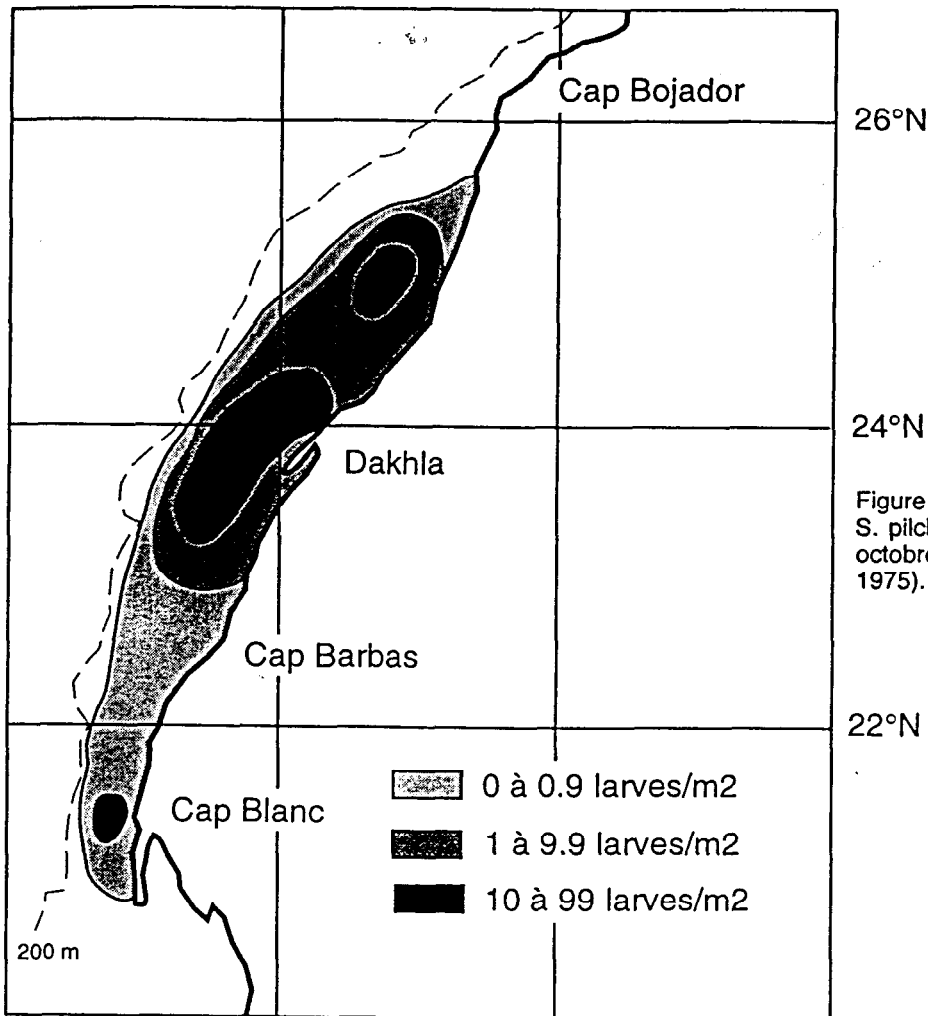 Cap Bojador
26°N
24°N
Dakhla
Figure
S. pilch
octobre
1975).
Cap Barbas
22°N
0 à 0.9 larves/m2
Cap Blanc
1 à 9.9 larves/m2
10 à 99 larves/m2
200 m